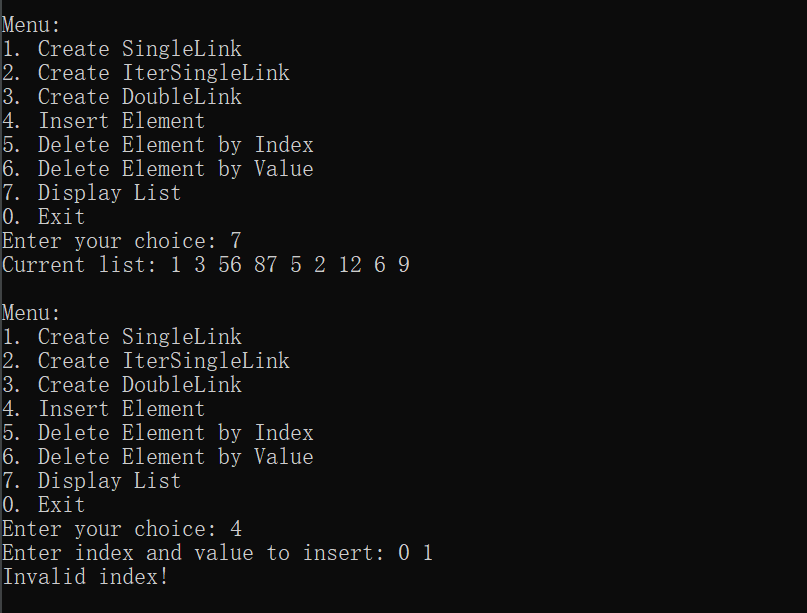 Menu:
1. Create SingleLink
2. Create IterSingleLink
3. Create DoubleLink
4. Insert Element
5. Delete Element by Index
6. Delete Element by Value
7. Display List
0. Exit
Enter your choice: 7
Current list: 1 3 56 87 5 2 12 6 9
Menu:
1. Create SingleLink
2. Create IterSingleLink
3. Create DoubleLink
4. Insert Element
5. Delete Element by Index
6. Delete Element by Value
7. Display List
0. Exit
Enter your choice: 4
Enter index and value to insert: 0 1
Invalid index!